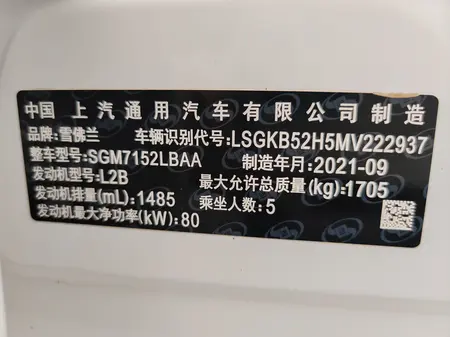 中国 上汽通用汽车有限公司制造
品牌:雪佛兰 车辆识别代号:LSGKB52H5MV222937
整车型号:SGM7152LBAA 制造年月:2021-09
发动机型号:L2B 最大允许总质量(kg):1705
发动机排量(mL):1485 乘坐人数:5
发动机最大净功率(kW):80